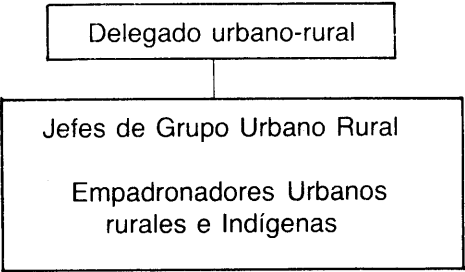 Delegado urbano-rural
Jefes de Grupo Urbano Rural
Empadronadores Urbanos
rurales e Indígenas